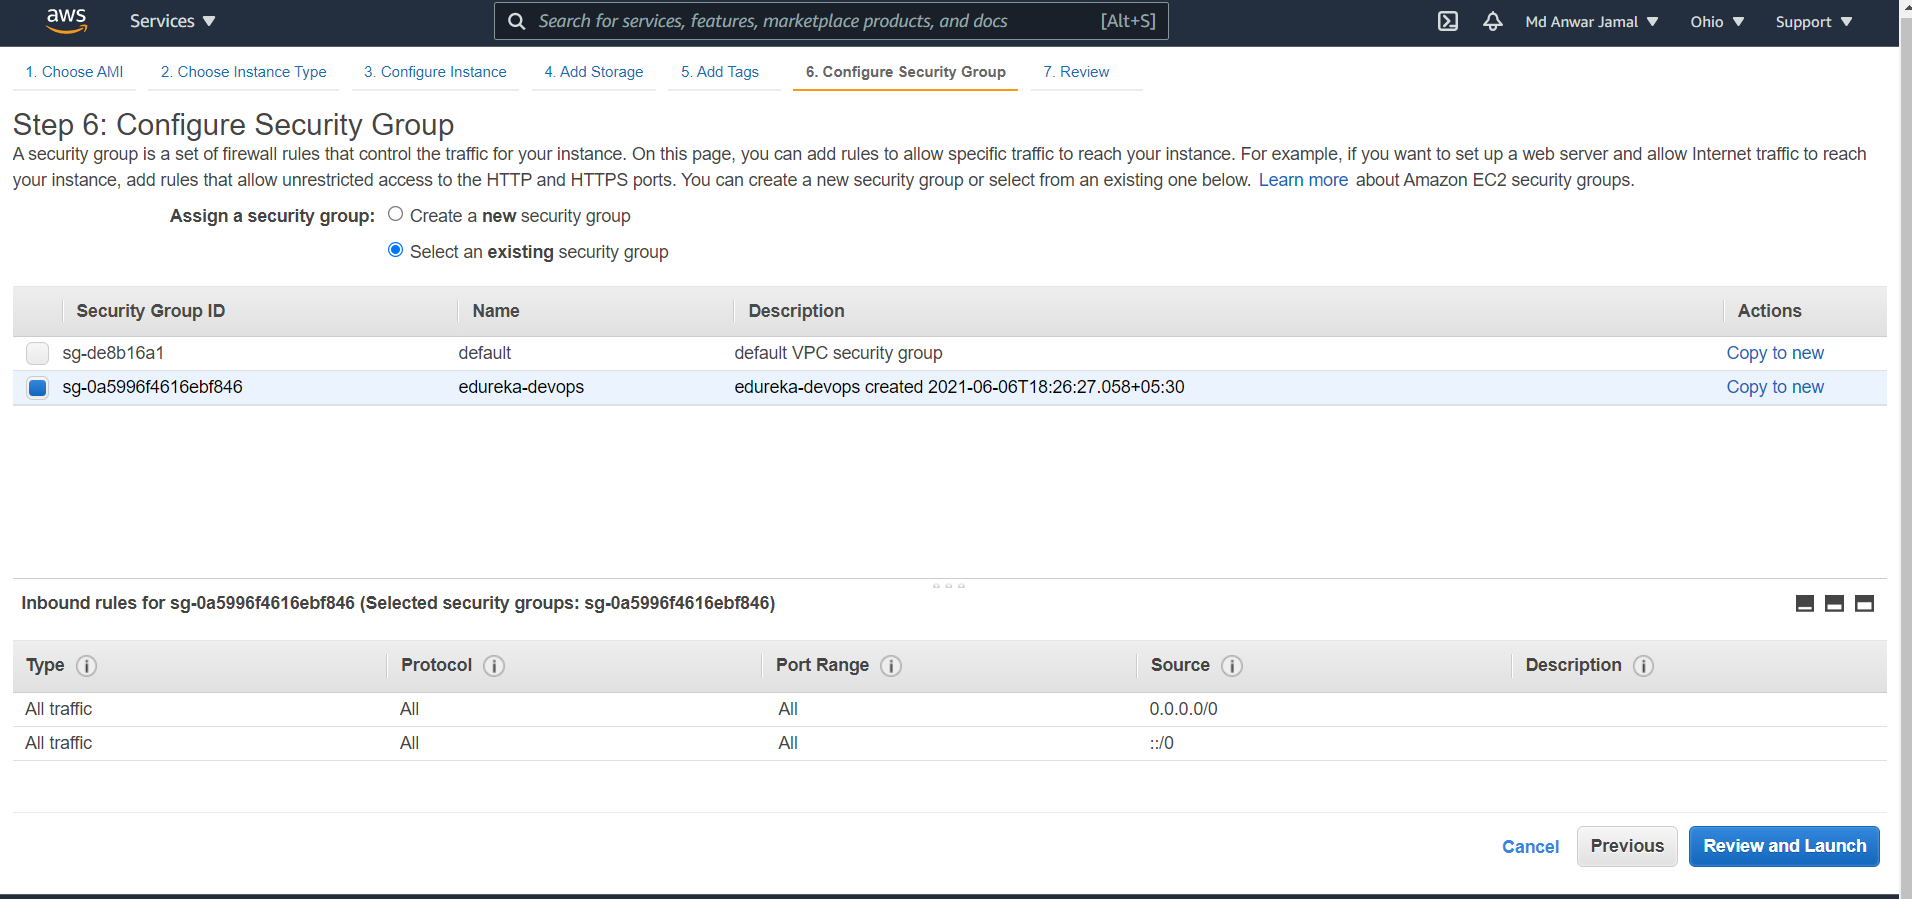 aws Services Search for services, features, marketplace products, and docs [Alt+S] Md Anwar Jamal Ohio Support
1. Choose AMI 2. Choose Instance Type 3. Configure Instance 4. Add Storage 5. Add Tags 6. Configure Security Group 7. Review
Step 6: Configure Security Group
A security group is a set of firewall rules that control the traffic for your instance. On this page, you can add rules to allow specific traffic to reach your instance. For example, if you want to set up a web server and allow Internet traffic to reach
your instance, add rules that allow unrestricted access to the HTTP and HTTPS ports. You can create a new security group or select from an existing one below. Learn more about Amazon EC2 security groups.
Assign a security group: Create a new security group
Select an existing security group
Security Group ID Name Description Actions
sg-de8b16a1 default default VPC security group Copy to new
sg-0a5996f4616ebf846 edureka-devops edureka-devops created 2021-06-06T18:26:27.058+05:30 Copy to new
Inbound rules for sg-0a5996f4616ebf846 (Selected security groups: sg-0a5996f4616ebf846)
Type i Protocol i Port Range i Source i Description i
All traffic All All 0.0.0.0/0
All traffic All All ::/0
Cancel Previous Review and Launch